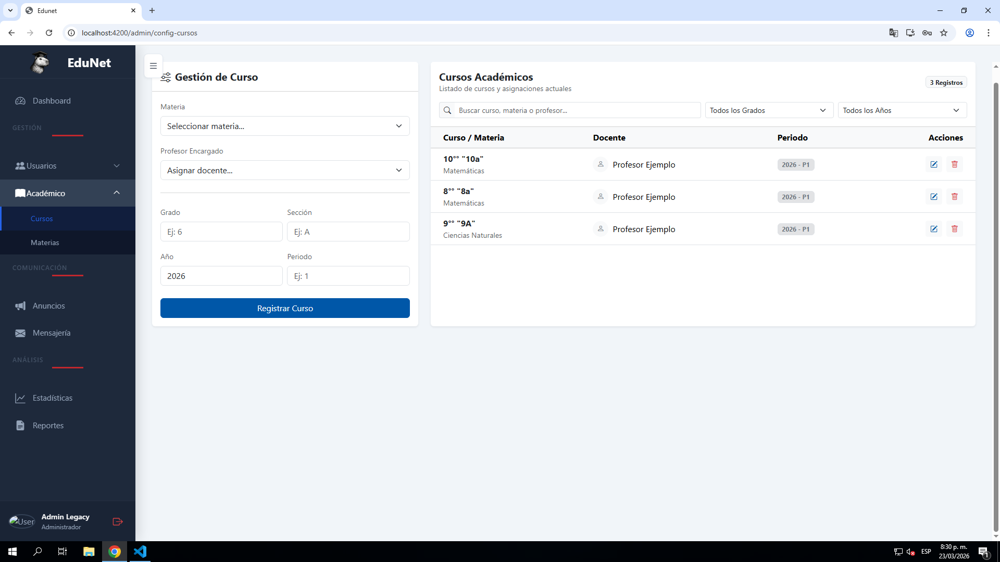 Edunet
localhost:4200/admin/config-cursos
EduNet
Dashboard
GESTIÓN
Usuarios
Académico
Cursos
Materias
COMUNICACIÓN
Anuncios
Mensajería
ANÁLISIS
Estadísticas
Reportes
User
Admin Legacy
Administrador
Gestión de Curso
Materia
Seleccionar materia...
Profesor Encargado
Asignar docente...
Grado
Sección
Ej: 6
Ej: A
Año
Periodo
2026
Ej: 1
Registrar Curso
Cursos Académicos
Listado de cursos y asignaciones actuales
3 Registros
Buscar curso, materia o profesor...
Todos los Grados
Todos los Años
Curso / Materia
Docente
Periodo
Acciones
10°° "10a"
Matemáticas
Profesor Ejemplo
2026 - P1
8°° "8a"
Matemáticas
Profesor Ejemplo
2026 - P1
9°° "9A"
Ciencias Naturales
Profesor Ejemplo
2026 - P1
ESP
8:30 p. m.
23/03/2026
1